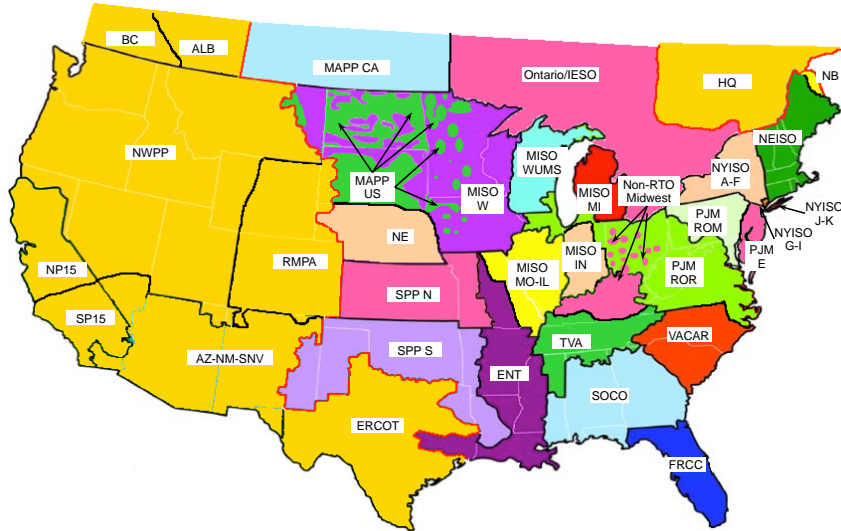 BC
ALB
MAPP CA
Ontario/IESO
HQ
NB
NWPP
MAPP
US
MISO
W
MISO
WUMS
MISO
MI
Non-RTO
Midwest
NYISO
A-F
NEISO
NYISO
J-K
NYISO
G-I
PJM
ROM
PJM
E
NE
RMPA
NP15
SP15
SPP N
MISO
MO-IL
MISO
IN
PJM
ROR
AZ-NM-SNV
SPP S
ENT
TVA
VACAR
SOCO
ERCOT
FRCC